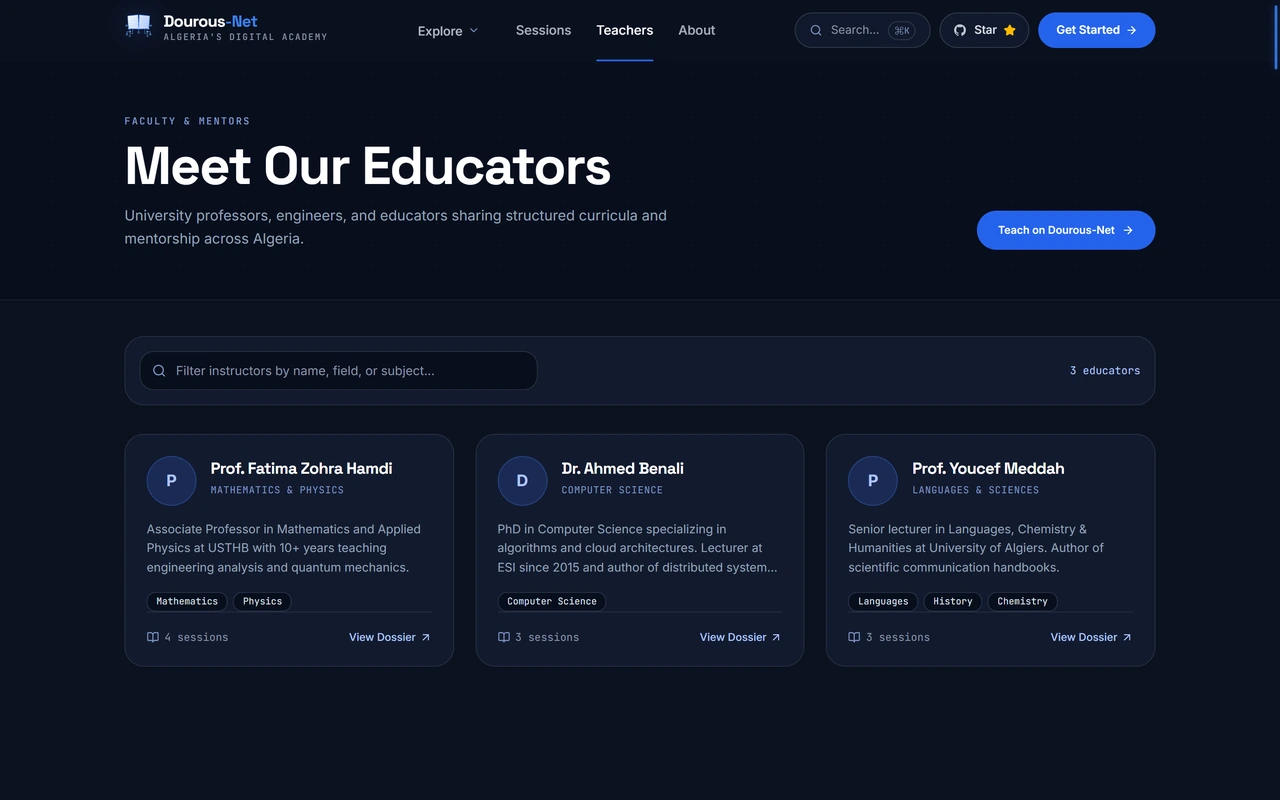 Dourous-Net
ALGERIA'S DIGITAL ACADEMY
Explore
Sessions
Teachers
About
Search...
⌘K
Star
Get Started →
FACULTY & MENTORS
Meet Our Educators
University professors, engineers, and educators sharing structured curricula and
mentorship across Algeria.
Teach on Dourous-Net →
Filter instructors by name, field, or subject...
3 educators
P
Prof. Fatima Zohra Hamdi
MATHEMATICS & PHYSICS
Associate Professor in Mathematics and Applied
Physics at USTHB with 10+ years teaching
engineering analysis and quantum mechanics.
Mathematics
Physics
4 sessions
View Dossier
D
Dr. Ahmed Benali
COMPUTER SCIENCE
PhD in Computer Science specializing in
algorithms and cloud architectures. Lecturer at
ESI since 2015 and author of distributed system...
Computer Science
3 sessions
View Dossier
P
Prof. Youcef Meddah
LANGUAGES & SCIENCES
Senior lecturer in Languages, Chemistry &
Humanities at University of Algiers. Author of
scientific communication handbooks.
Languages
History
Chemistry
3 sessions
View Dossier